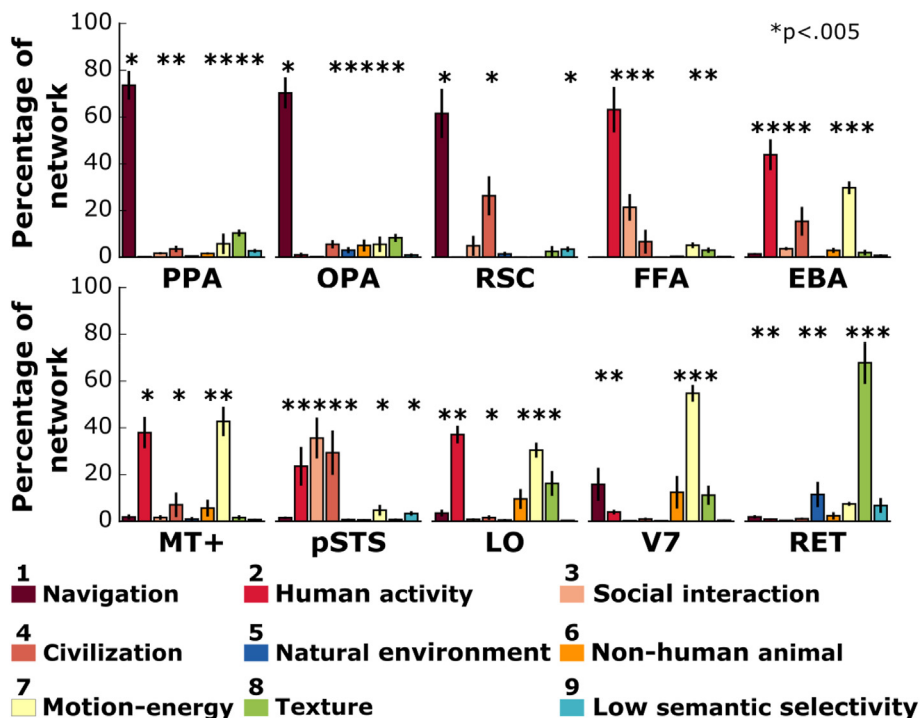 100
80
60
40
20
0
Percentage of
network
*p<.005
* ** ****
* *****
* * *
*** **
**** ***
PPA OPA RSC FFA EBA
100
80
60
40
20
0
Percentage of
network
* * **
***** * *
** * ***
** ***
** ** ***
MT+ pSTS LO V7 RET
1 2 3
Navigation Human activity Social interaction
4 5 6
Civilization Natural environment Non-human animal
7 8 9
Motion-energy Texture Low semantic selectivity